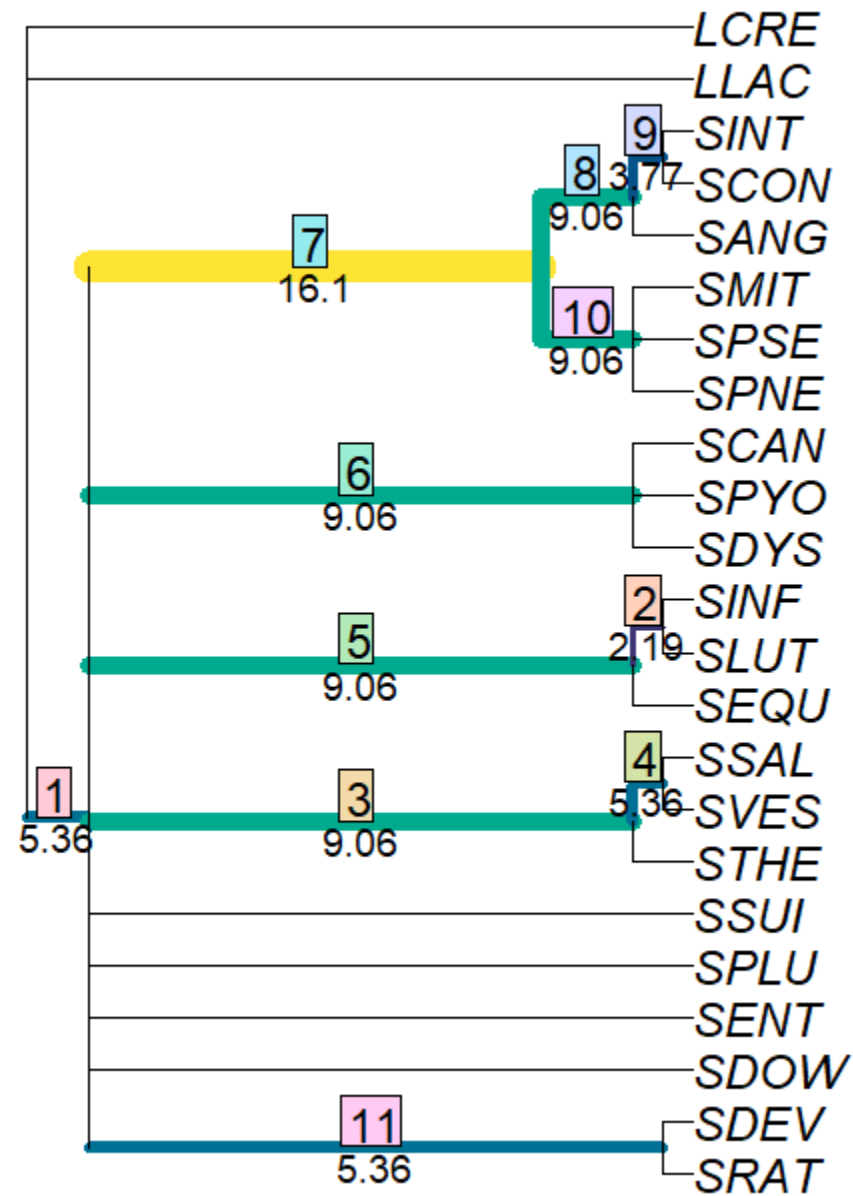 LCRE
LLAC
9
SINT
8
3.77
SCON
9.06
SANG
7
16.1
SMIT
10
SPSE
9.06
SPNE
SCAN
6
SPYO
9.06
SDYS
2
SINF
5
2.19
SLUT
9.06
SEQU
4
SSAL
1
3
5.36
SVES
5.36
9.06
STHE
SSUI
SPLU
SENT
SDOW
11
SDEV
5.36
SRAT